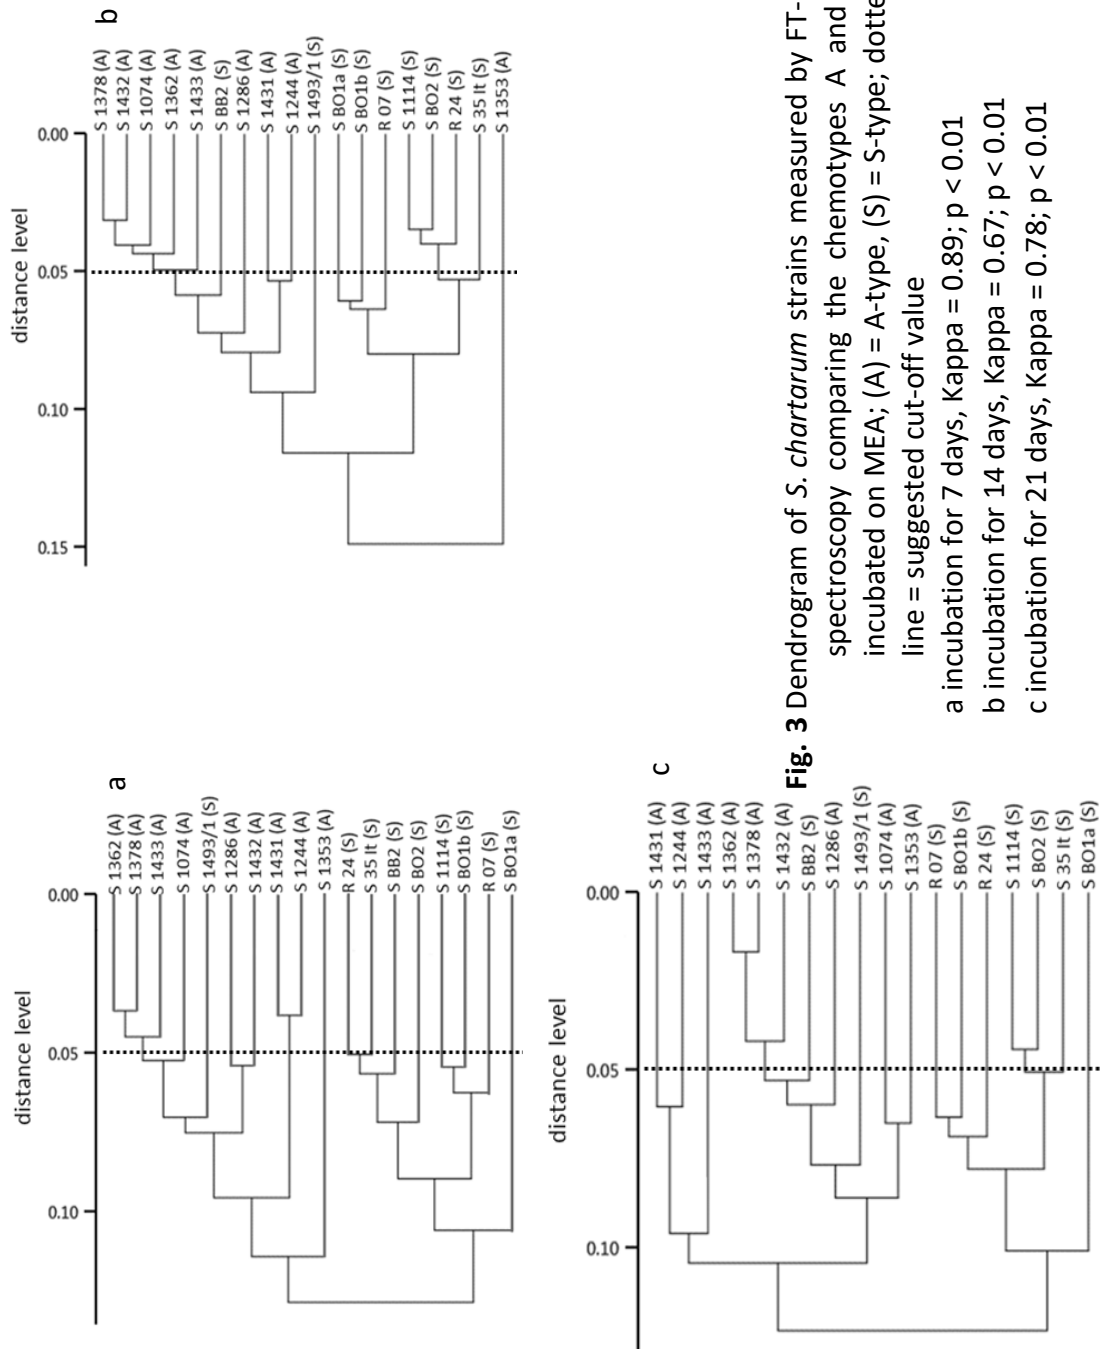 b
distance level
0.00
0.05
0.10
0.15
S 1378 (A)
S 1432 (A)
S 1074 (A)
S 1362 (A)
S 1433 (A)
S BB2 (S)
S 1286 (A)
S 1431 (A)
S 1244 (A)
S 1493/1 (S)
S BO1a (S)
S BO1b (S)
R 07 (S)
S 1114 (S)
S BO2 (S)
R 24 (S)
S 35 It (S)
S 1353 (A)
a
distance level
0.00
0.05
0.10
S 1362 (A)
S 1378 (A)
S 1433 (A)
S 1074 (A)
S 1493/1 (S)
S 1286 (A)
S 1432 (A)
S 1431 (A)
S 1244 (A)
S 1353 (A)
R 24 (S)
S 35 It (S)
S BB2 (S)
S BO2 (S)
S 1114 (S)
S BO1b (S)
R 07 (S)
S BO1a (S)
c
distance level
0.00
0.05
0.10
S 1431 (A)
S 1244 (A)
S 1433 (A)
S 1362 (A)
S 1378 (A)
S 1432 (A)
S BB2 (S)
S 1286 (A)
S 1493/1 (S)
S 1074 (A)
S 1353 (A)
R 07 (S)
S BO1b (S)
R 24 (S)
S 1114 (S)
S BO2 (S)
S 35 It (S)
S BO1a (S)
Fig. 3 Dendrogram of S. chartarum strains measured by FT-
spectroscopy comparing the chemotypes A and
incubated on MEA; (A) = A-type, (S) = S-type; dotte
line = suggested cut-off value
a incubation for 7 days, Kappa = 0.89; p < 0.01
b incubation for 14 days, Kappa = 0.67; p < 0.01
c incubation for 21 days, Kappa = 0.78; p < 0.01